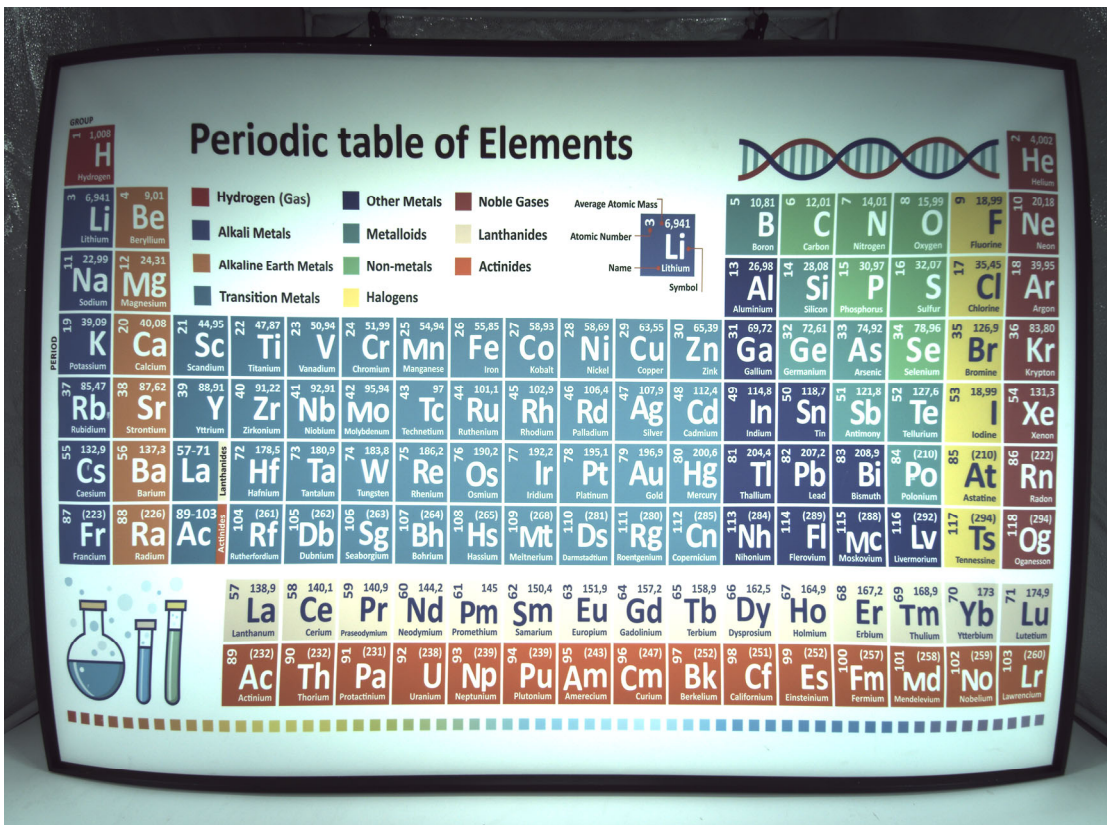 GROUP
Periodic table of Elements
1 1,008 H Hydrogen
2 4,002 He Helium
Hydrogen (Gas) Other Metals Noble Gases
Alkali Metals Metalloids Lanthanides
Alkaline Earth Metals Non-metals Actinides
Transition Metals Halogens
Average Atomic Mass
Atomic Number
3 6,941 Li Lithium
Name
Symbol
3 6,941 Li Lithium
4 9,01 Be Beryllium
5 10,81 B Boron
6 12,01 C Carbon
7 14,01 N Nitrogen
8 15,99 O Oxygen
9 18,99 F Fluorine
10 20,18 Ne Neon
11 22,99 Na Sodium
12 24,31 Mg Magnesium
13 26,98 Al Aluminium
14 28,08 Si Silicon
15 30,97 P Phosphorus
16 32,07 S Sulfur
17 35,45 Cl Chlorine
18 39,95 Ar Argon
PERIOD
19 39,09 K Potassium
20 40,08 Ca Calcium
21 44,95 Sc Scandium
22 47,87 Ti Titanium
23 50,94 V Vanadium
24 51,99 Cr Chromium
25 54,94 Mn Manganese
26 55,85 Fe Iron
27 58,93 Co Kobalt
28 58,69 Ni Nickel
29 63,55 Cu Copper
30 65,39 Zn Zink
31 69,72 Ga Gallium
32 72,61 Ge Germanium
33 74,92 As Arsenic
34 78,96 Se Selenium
35 126,9 Br Bromine
36 83,80 Kr Krypton
37 85,47 Rb Rubidium
38 87,62 Sr Strontium
39 88,91 Y Yttrium
40 91,22 Zr Zirkonium
41 92,91 Nb Niobium
42 95,94 Mo Molybdenum
43 97 Tc Technetium
44 101,1 Ru Ruthenium
45 102,9 Rh Rhodium
46 106,4 Rd Palladium
47 107,9 Ag Silver
48 112,4 Cd Cadmium
49 114,8 In Indium
50 118,7 Sn Tin
51 121,8 Sb Antimony
52 127,6 Te Tellurium
53 18,99 I Iodine
54 131,3 Xe Xenon
55 132,9 Cs Caesium
56 137,3 Ba Barium
57-71 La Lanthanides
72 178,5 Hf Hafnium
73 180,9 Ta Tantalum
74 183,8 W Tungsten
75 186,2 Re Rhenium
76 190,2 Os Osmium
77 192,2 Ir Iridium
78 195,1 Pt Platinum
79 196,9 Au Gold
80 200,6 Hg Mercury
81 204,4 Tl Thallium
82 207,2 Pb Lead
83 208,9 Bi Bismuth
84 (210) Po Polonium
85 (210) At Astatine
86 (222) Rn Radon
87 (223) Fr Francium
88 (226) Ra Radium
89-103 Ac Actinides
104 (261) Rf Rutherfordium
105 (262) Db Dubnium
106 (263) Sg Seaborgium
107 (264) Bh Bohrium
108 (265) Hs Hassium
109 (268) Mt Meitnerium
110 (281) Ds Darmstadtium
111 (280) Rg Roentgenium
112 (285) Cn Copernicium
113 (284) Nh Nihonium
114 (289) Fl Flerovium
115 (288) Mc Moskovium
116 (292) Lv Livermorium
117 (294) Ts Tennessine
118 (294) Og Oganesson
57 138,9 La Lanthanum
58 140,1 Ce Cerium
59 140,9 Pr Praseodymium
60 144,2 Nd Neodymium
61 145 Pm Promethium
62 150,4 Sm Samarium
63 151,9 Eu Europium
64 157,2 Gd Gadolinium
65 158,9 Tb Terbium
66 162,5 Dy Dysprosium
67 164,9 Ho Holmium
68 167,2 Er Erbium
69 168,9 Tm Thulium
70 173 Yb Ytterbium
71 174,9 Lu Lutetium
89 (232) Ac Actinium
90 (232) Th Thorium
91 (231) Pa Protactinium
92 (238) U Uranium
93 (239) Np Neptunium
94 (239) Pu Plutonium
95 (243) Am Amerecium
96 (247) Cm Curium
97 (252) Bk Berkelium
98 (251) Cf Californium
99 (252) Es Einsteinium
100 (257) Fm Fermium
101 (258) Md Mendelevium
102 (259) No Nobelium
103 (260) Lr Lawrencium